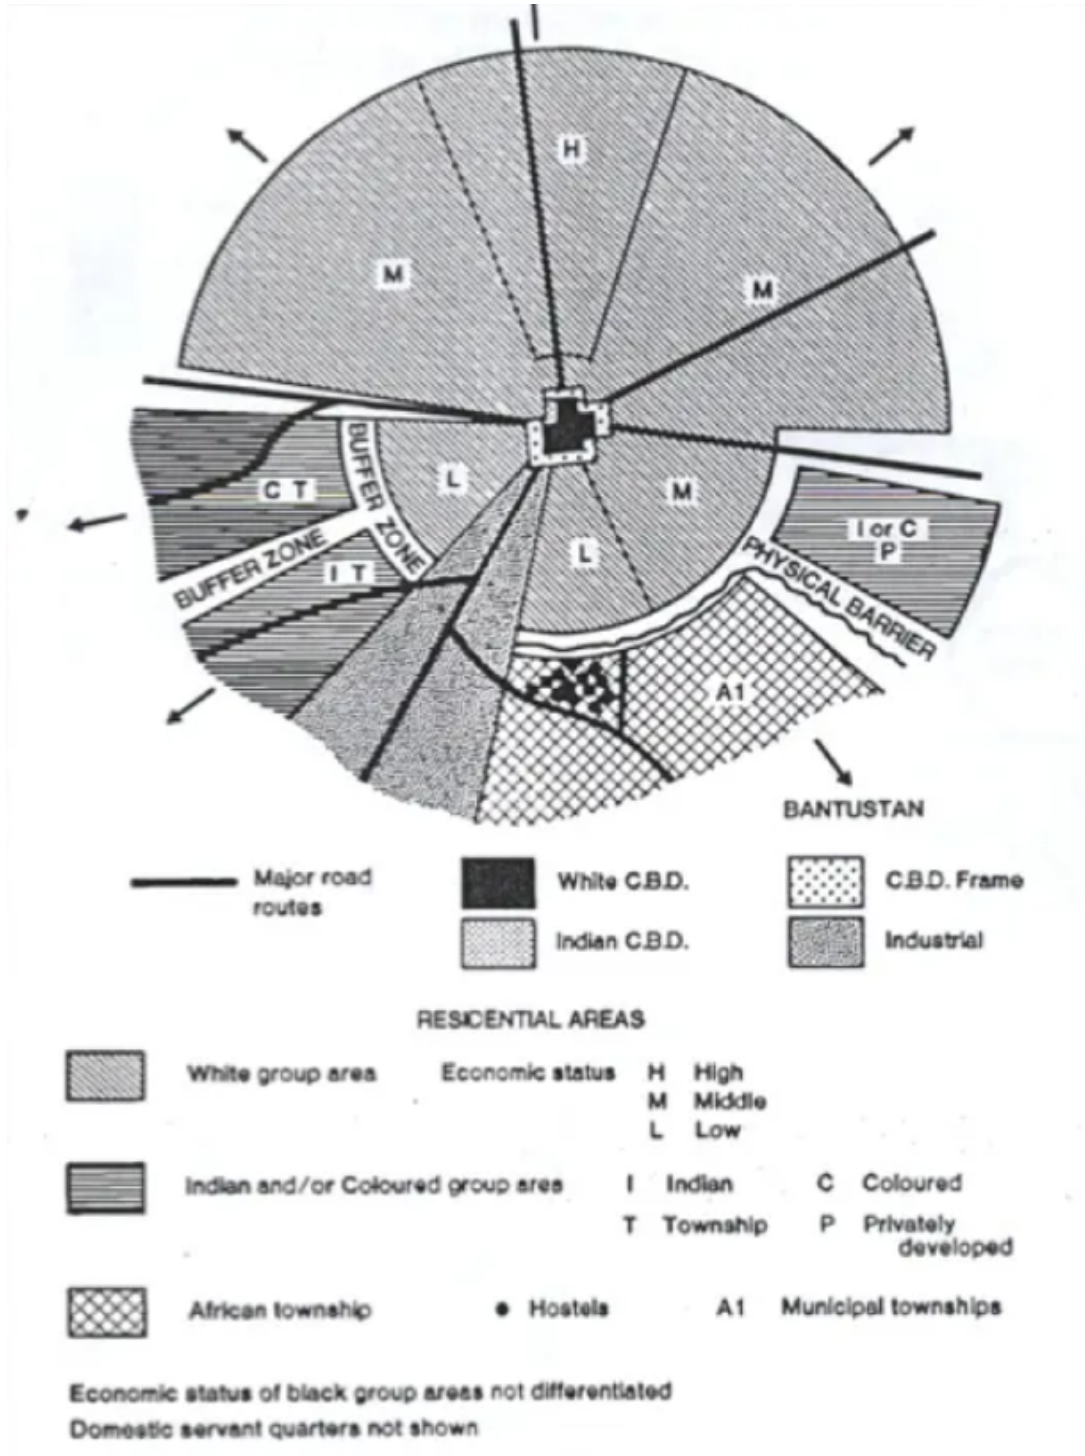 H
M
M
C T
BUFFER ZONE
L
M
I or C
P
BUFFER ZONE
I T
L
PHYSICAL BARRIER
A1
BANTUSTAN
Major road
routes
White C.B.D.
C.B.D. Frame
Indian C.B.D.
Industrial
RESIDENTIAL AREAS
White group area
Economic status
H High
M Middle
L Low
Indian and/or Coloured group area
I Indian
C Coloured
T Township
P Privately
developed
African township
Hostels
A1 Municipal townships
Economic status of black group areas not differentiated
Domestic servant quarters not shown